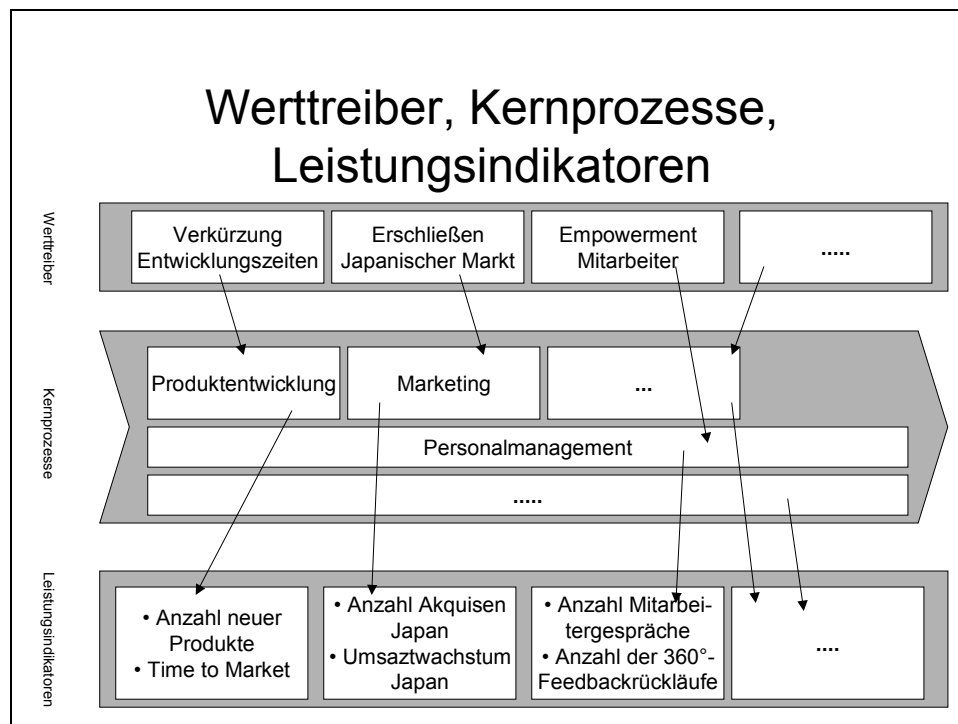 Werttreiber, Kernprozesse,
Leistungsindikatoren
Werttreiber
Verkürzung
Entwicklungszeiten
Erschließen
Japanischer Markt
Empowerment
Mitarbeiter
.....
Kernprozesse
Produktentwicklung
Marketing
...
Personalmanagement
.....
Leistungsindikatoren
• Anzahl neuer
Produkte
• Time to Market
• Anzahl Akquisen
Japan
• Umsaztwachstum
Japan
• Anzahl Mitarbei-
tergespräche
• Anzahl der 360°-
Feedbackrückläufe
....